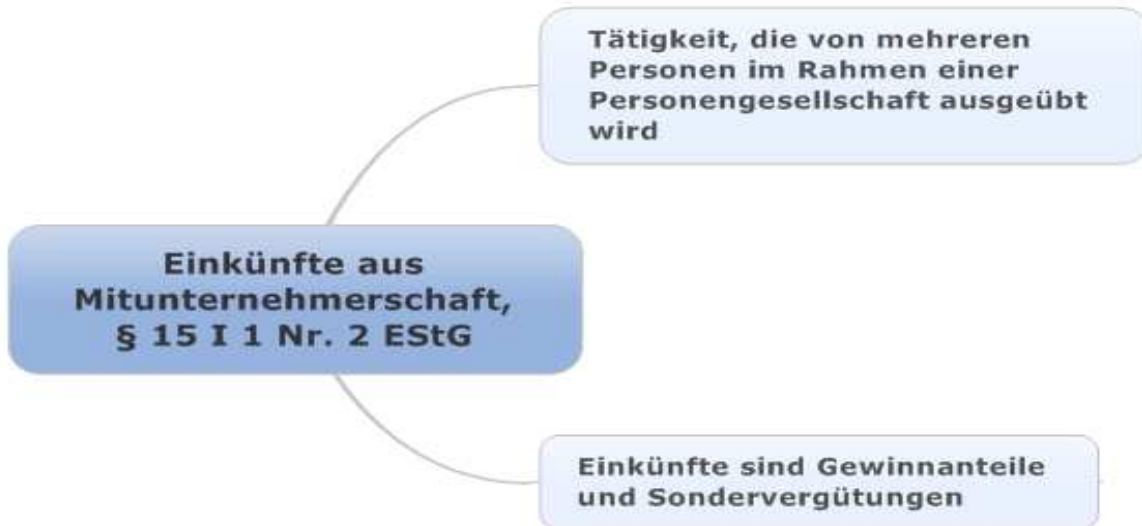 Tätigkeit, die von mehreren
Personen im Rahmen einer
Personengesellschaft ausgeübt
wird
Einkünfte aus
Mitunternehmerschaft,
§ 15 I 1 Nr. 2 EStG
Einkünfte sind Gewinnanteile
und Sondervergütungen